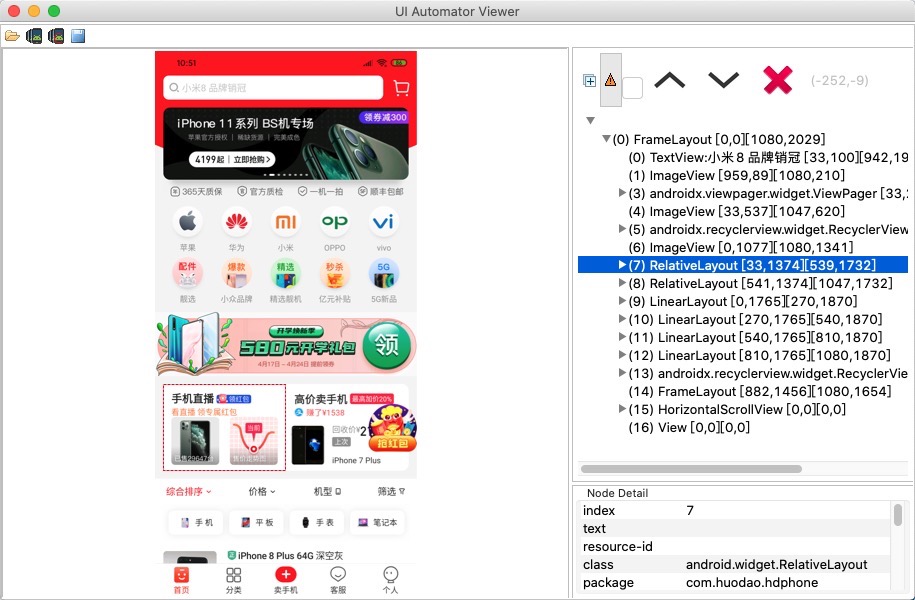 UI Automator Viewer
10:51
86
小米8 品牌销冠
iPhone 11系列 BS机专场
领券减300
苹果官方授权 | 稀缺货源 | 完美成色
4199起 | 立即抢购>
365天质保 官方质检 一机一拍 顺丰包邮
苹果 华为 小米 OPPO vivo
配件 爆款 精选 秒杀 5G
靓选 小众品牌 精选靓机 亿元补贴 5G新品
开学焕新季
580元开学礼包
4月17日 – 4月24日 提前领券
领
手机直播 领红包
看直播 领专属红包
已售29647台
当前
售价走势图
高价卖手机 最高加价20%
赚了¥1538
回收价¥2
上次
iPhone 7 Plus
抢红包
综合排序 价格 机型 筛选
手机 平板 手表 笔记本
iPhone 8 Plus 64G 深空灰
首页 分类 卖手机 客服 个人
(-252,-9)
(0) FrameLayout [0,0][1080,2029]
(0) TextView:小米8 品牌销冠 [33,100][942,19
(1) ImageView [959,89][1080,210]
(3) androidx.viewpager.widget.ViewPager [33,
(4) ImageView [33,537][1047,620]
(5) androidx.recyclerview.widget.RecyclerView
(6) ImageView [0,1077][1080,1341]
(7) RelativeLayout [33,1374][539,1732]
(8) RelativeLayout [541,1374][1047,1732]
(9) LinearLayout [0,1765][270,1870]
(10) LinearLayout [270,1765][540,1870]
(11) LinearLayout [540,1765][810,1870]
(12) LinearLayout [810,1765][1080,1870]
(13) androidx.recyclerview.widget.RecyclerVie
(14) FrameLayout [882,1456][1080,1654]
(15) HorizontalScrollView [0,0][0,0]
(16) View [0,0][0,0]
Node Detail
index 7
text
resource-id
class android.widget.RelativeLayout
package com.huodao.hdphone